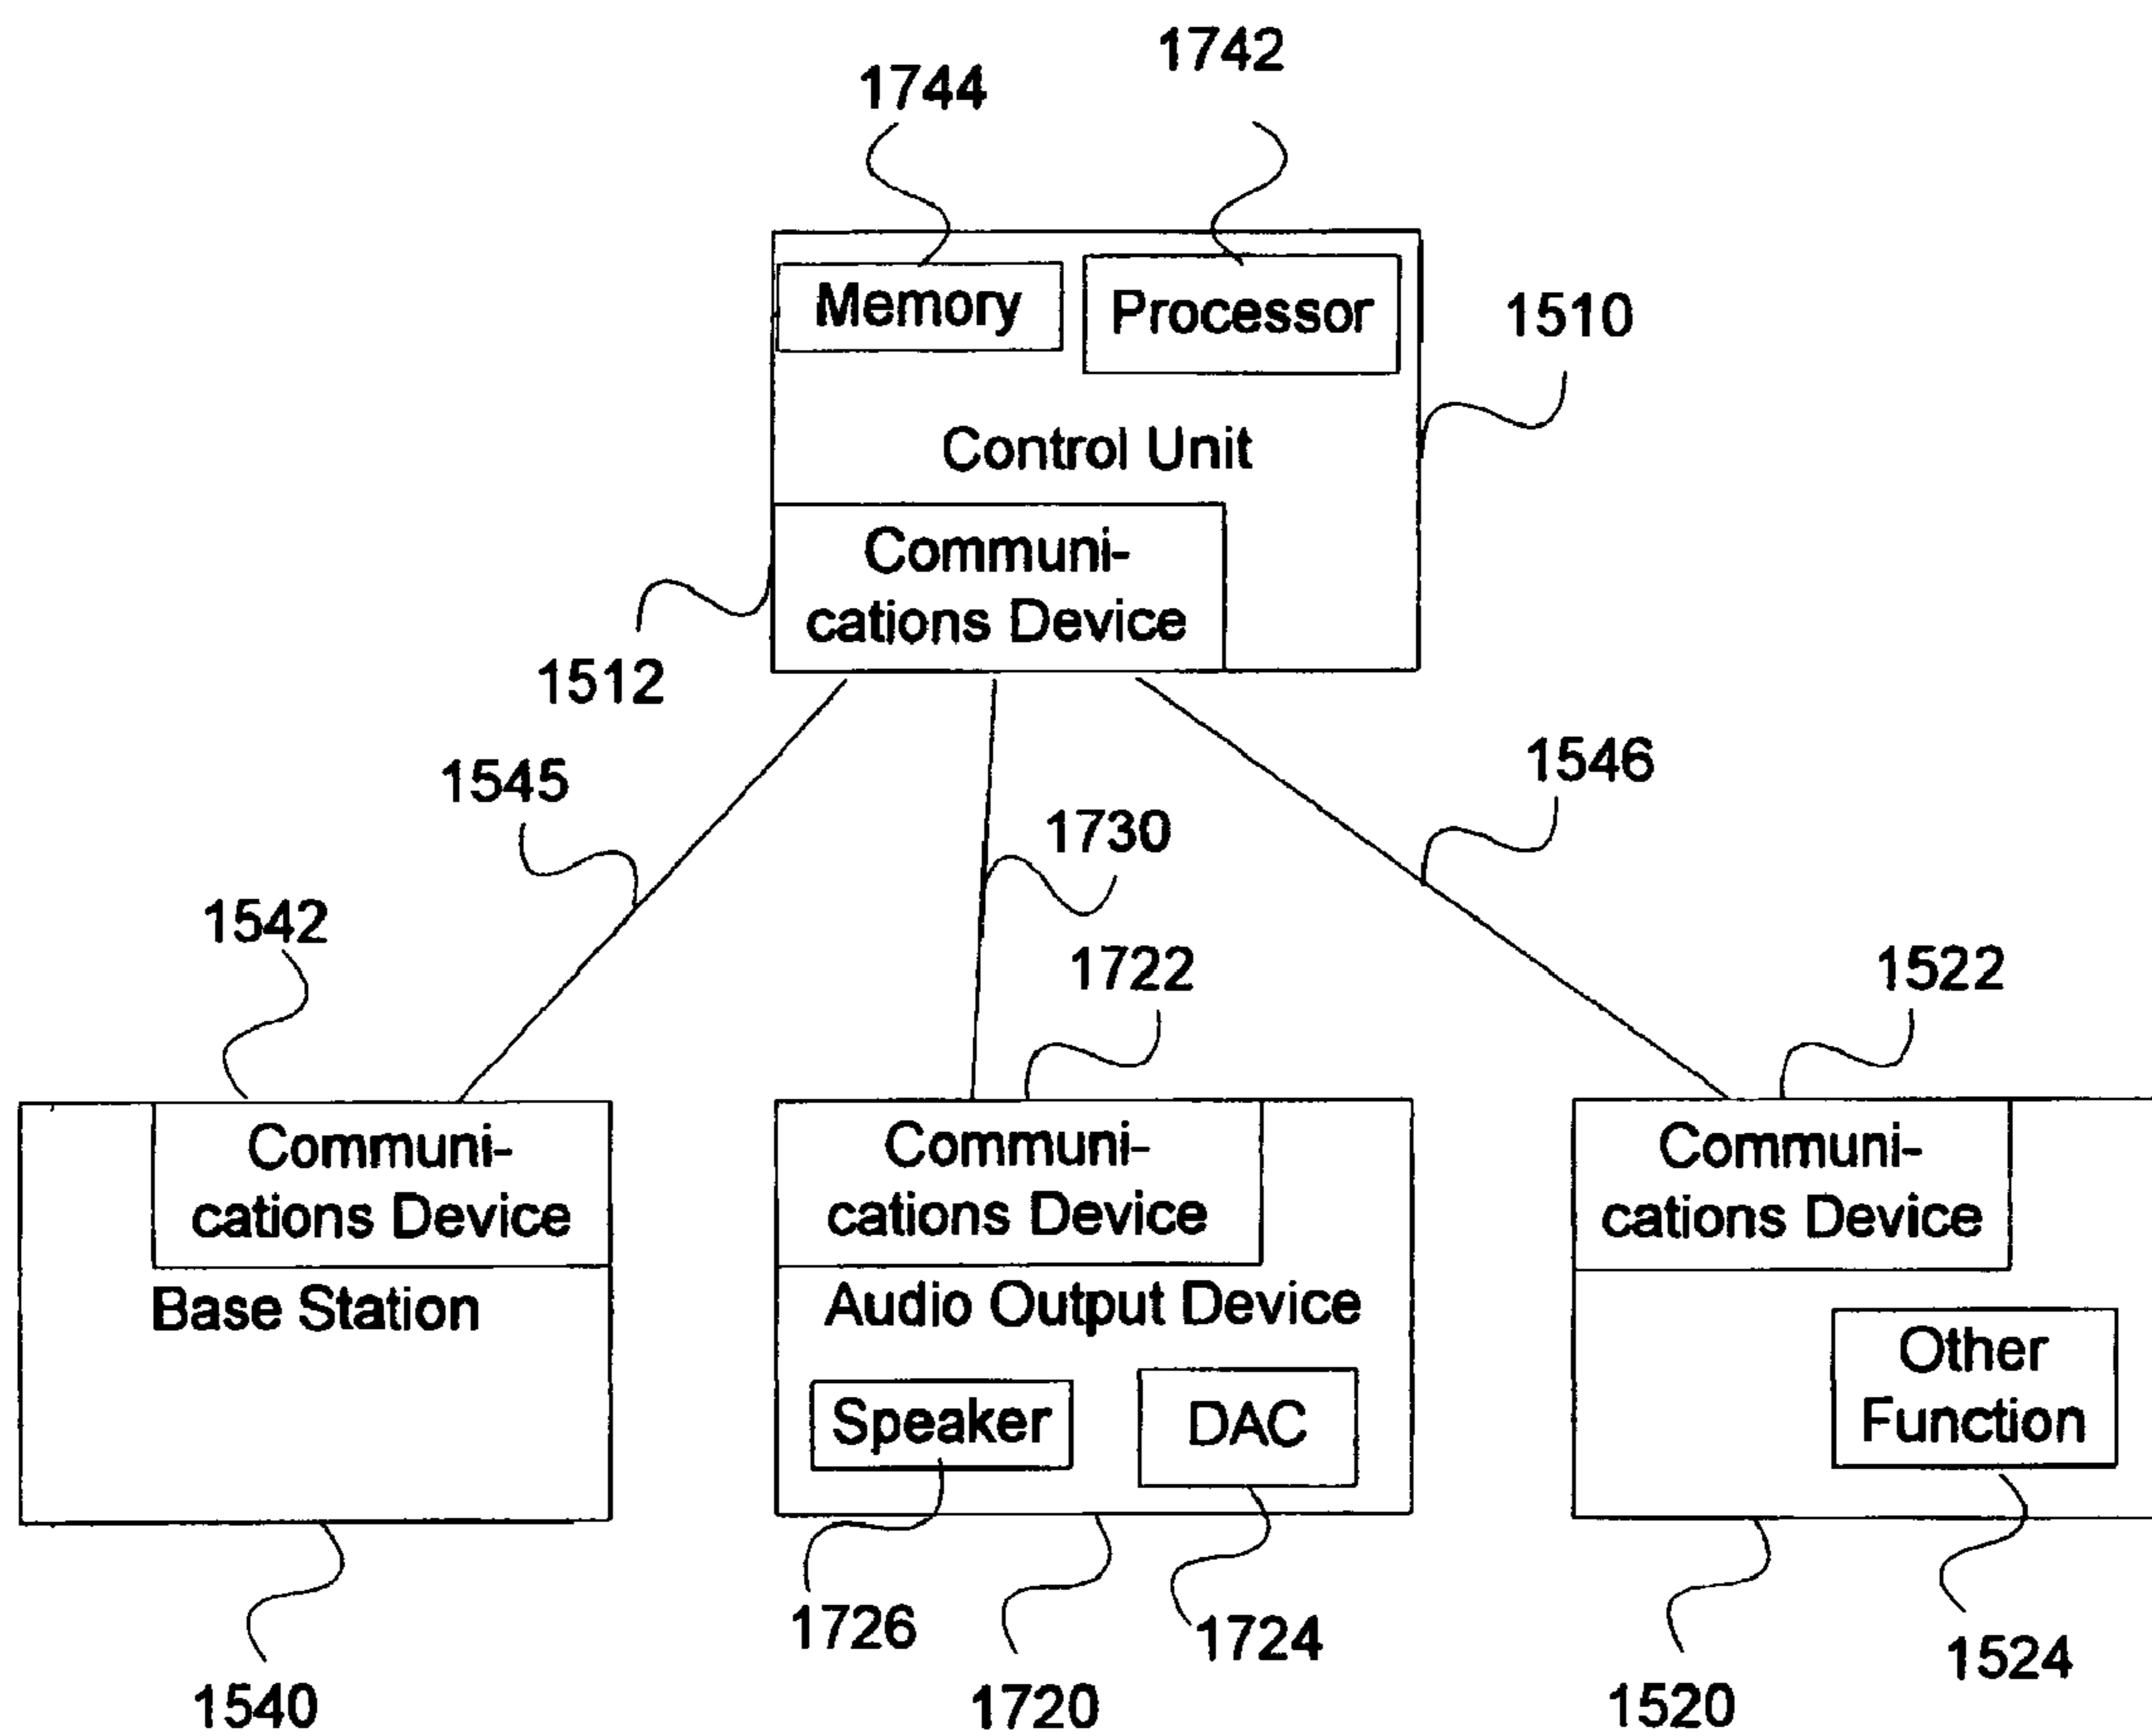 1742
1744
Memory
Processor
1510
Control Unit
Communi-
cations Device
1512
1545
1546
1730
1542
1722
1522
Communi-
cations Device
Base Station
Communi-
cations Device
Audio Output Device
Speaker
DAC
Communi-
cations Device
Other
Function
1726
1724
1524
1540
1720
1520